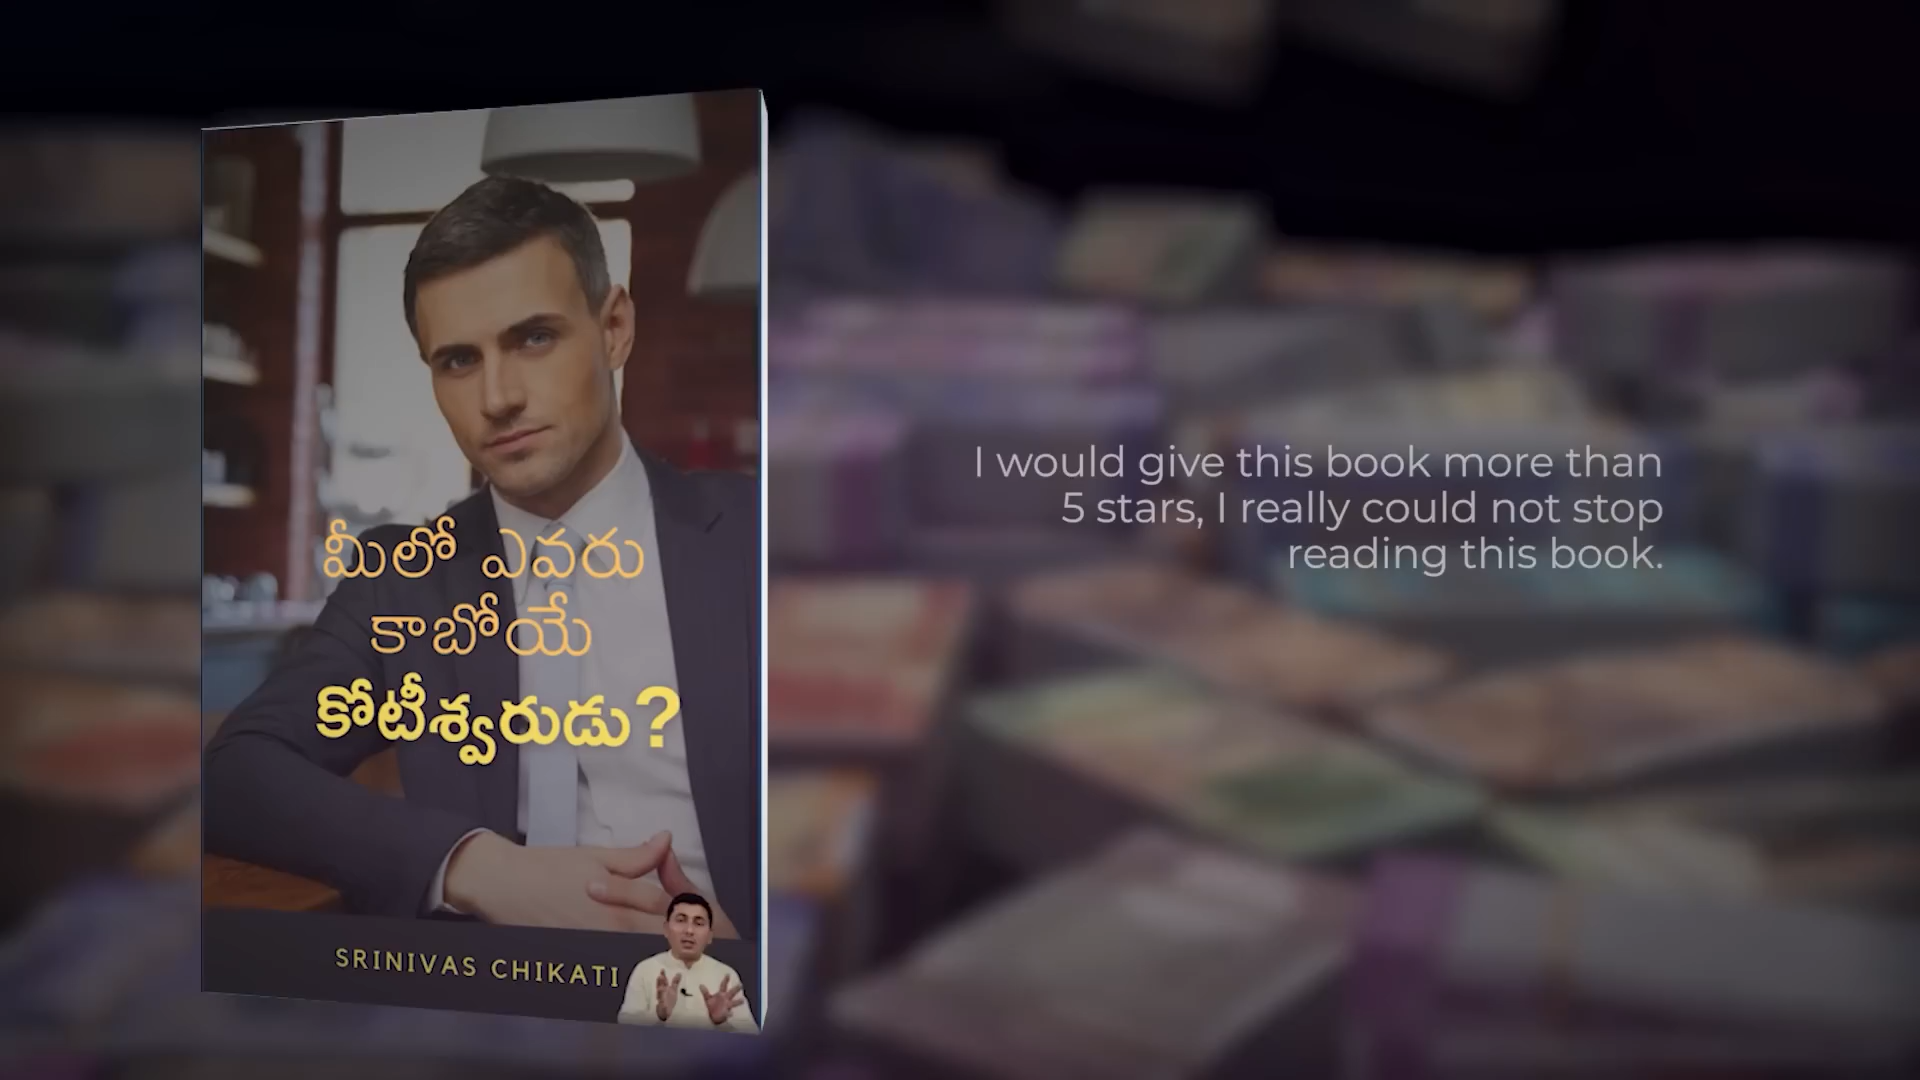 మీలో ఎవరు
కాబోయే
కోటీశ్వరుడు?
SRINIVAS CHIKATI
I would give this book more than
5 stars, I really could not stop
reading this book.